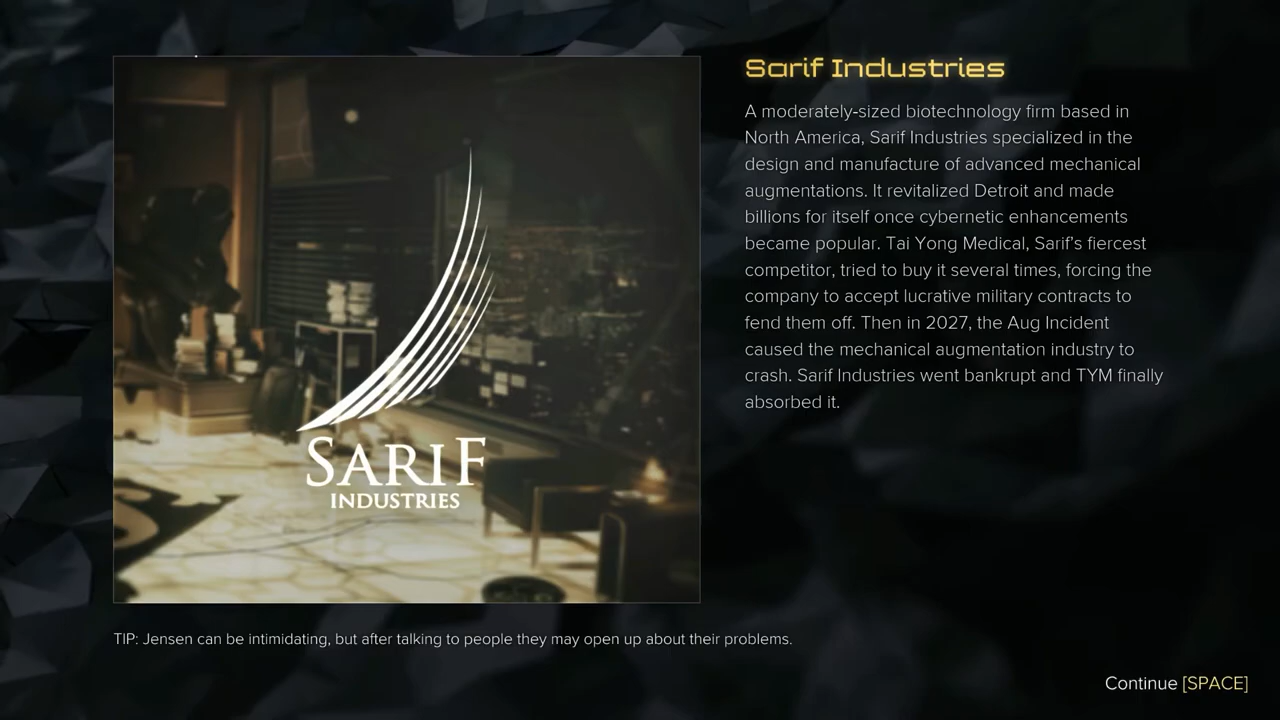 Sarif Industries
A moderately-sized biotechnology firm based in
North America, Sarif Industries specialized in the
design and manufacture of advanced mechanical
augmentations. It revitalized Detroit and made
billions for itself once cybernetic enhancements
became popular. Tai Yong Medical, Sarif's fiercest
competitor, tried to buy it several times, forcing the
company to accept lucrative military contracts to
fend them off. Then in 2027, the Aug Incident
caused the mechanical augmentation industry to
crash. Sarif Industries went bankrupt and TYM finally
absorbed it.
SARIF
INDUSTRIES
TIP: Jensen can be intimidating, but after talking to people they may open up about their problems.
Continue [SPACE]